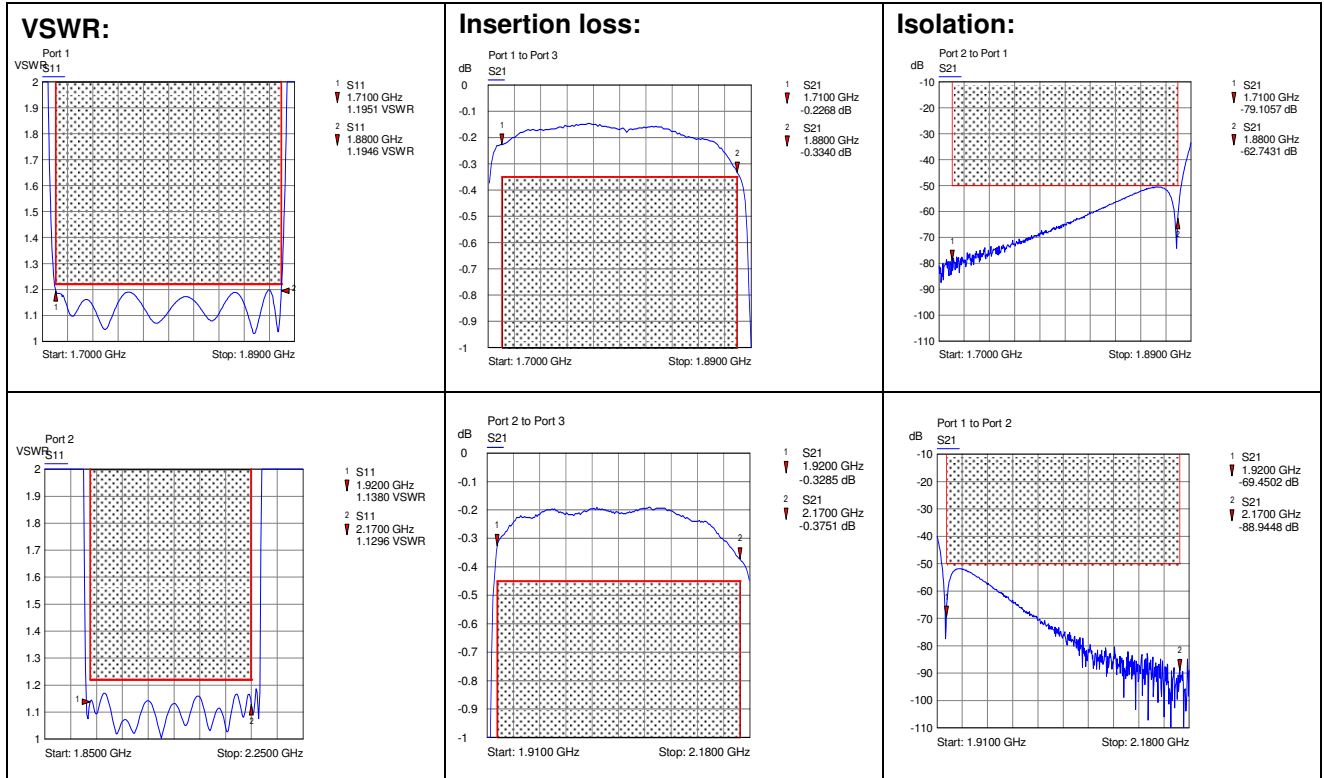 VSWR:
Port 1
VSWR
S11
2
1.9
1.8
1.7
1.6
1.5
1.4
1.3
1.2
1.1
1
1
2
Start: 1.7000 GHz Stop: 1.8900 GHz
1 S11
1.7100 GHz
1.1951 VSWR
2 S11
1.8800 GHz
1.1946 VSWR
Insertion loss:
Port 1 to Port 3
dB
S21
0
-0.1
-0.2
-0.3
-0.4
-0.5
-0.6
-0.7
-0.8
-0.9
-1
1
2
Start: 1.7000 GHz Stop: 1.8900 GHz
1 S21
1.7100 GHz
-0.2268 dB
2 S21
1.8800 GHz
-0.3340 dB
Isolation:
Port 2 to Port 1
dB
S21
-10
-20
-30
-40
-50
-60
-70
-80
-90
-100
-110
1
2
Start: 1.7000 GHz Stop: 1.8900 GHz
1 S21
1.7100 GHz
-79.1057 dB
2 S21
1.8800 GHz
-62.7431 dB
Port 2
VSWR
S11
2
1.9
1.8
1.7
1.6
1.5
1.4
1.3
1.2
1.1
1
1
2
Start: 1.8500 GHz Stop: 2.2500 GHz
1 S11
1.9200 GHz
1.1380 VSWR
2 S11
2.1700 GHz
1.1296 VSWR
Port 2 to Port 3
dB
S21
0
-0.1
-0.2
-0.3
-0.4
-0.5
-0.6
-0.7
-0.8
-0.9
-1
1
2
Start: 1.9100 GHz Stop: 2.1800 GHz
1 S21
1.9200 GHz
-0.3285 dB
2 S21
2.1700 GHz
-0.3751 dB
Port 1 to Port 2
dB
S21
-10
-20
-30
-40
-50
-60
-70
-80
-90
-100
-110
2
Start: 1.9100 GHz Stop: 2.1800 GHz
1 S21
1.9200 GHz
-69.4502 dB
2 S21
2.1700 GHz
-88.9448 dB